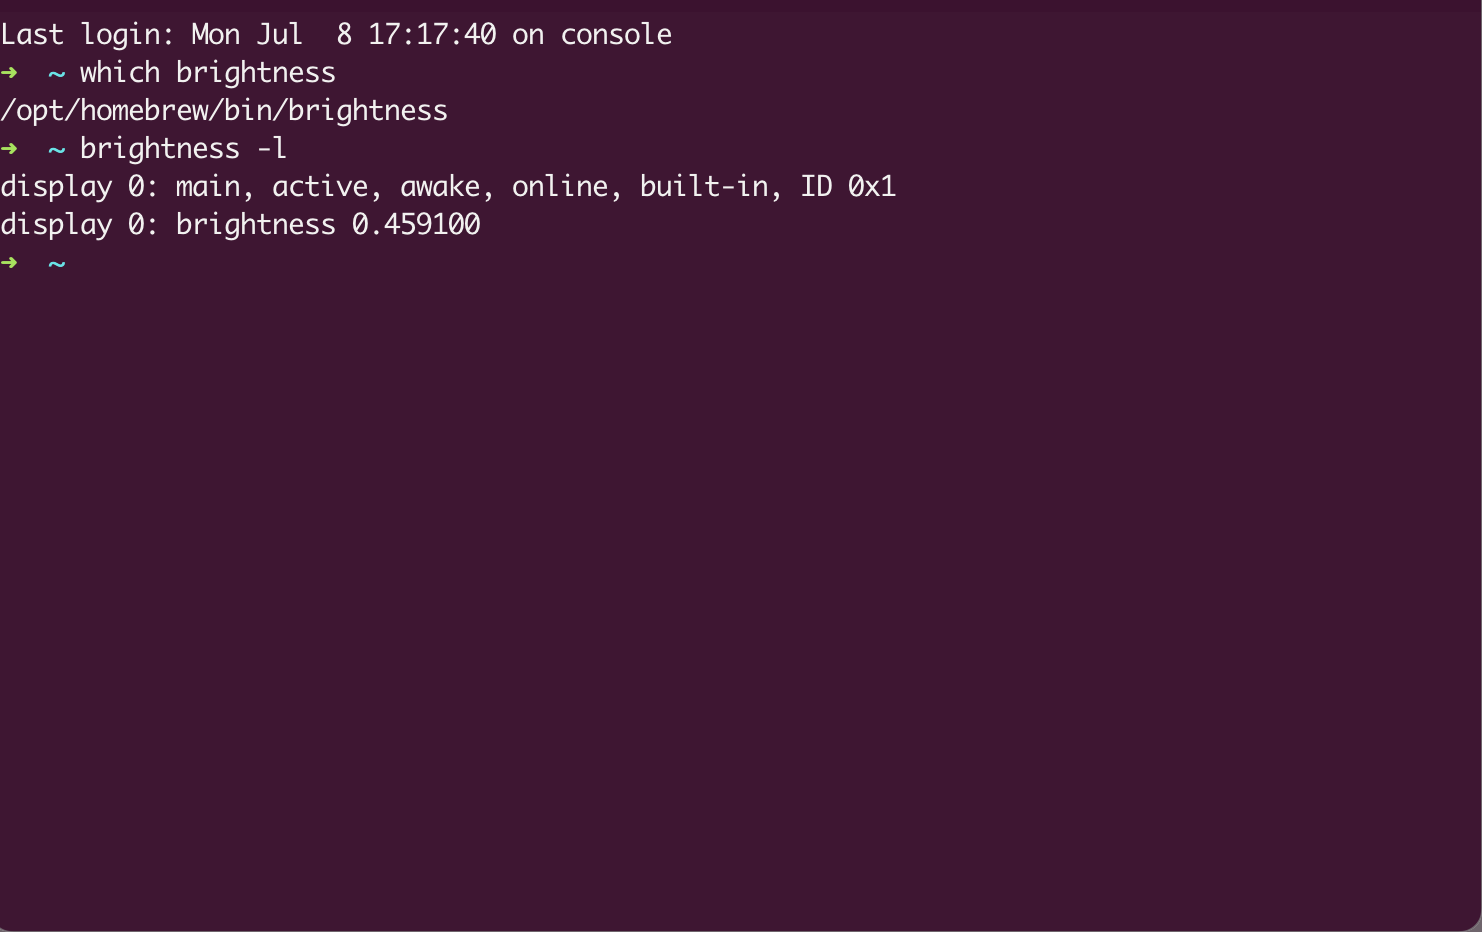 Last login: Mon Jul  8 17:17:40 on console
➜  ~ which brightness
/opt/homebrew/bin/brightness
➜  ~ brightness -l
display 0: main, active, awake, online, built-in, ID 0x1
display 0: brightness 0.459100
➜  ~